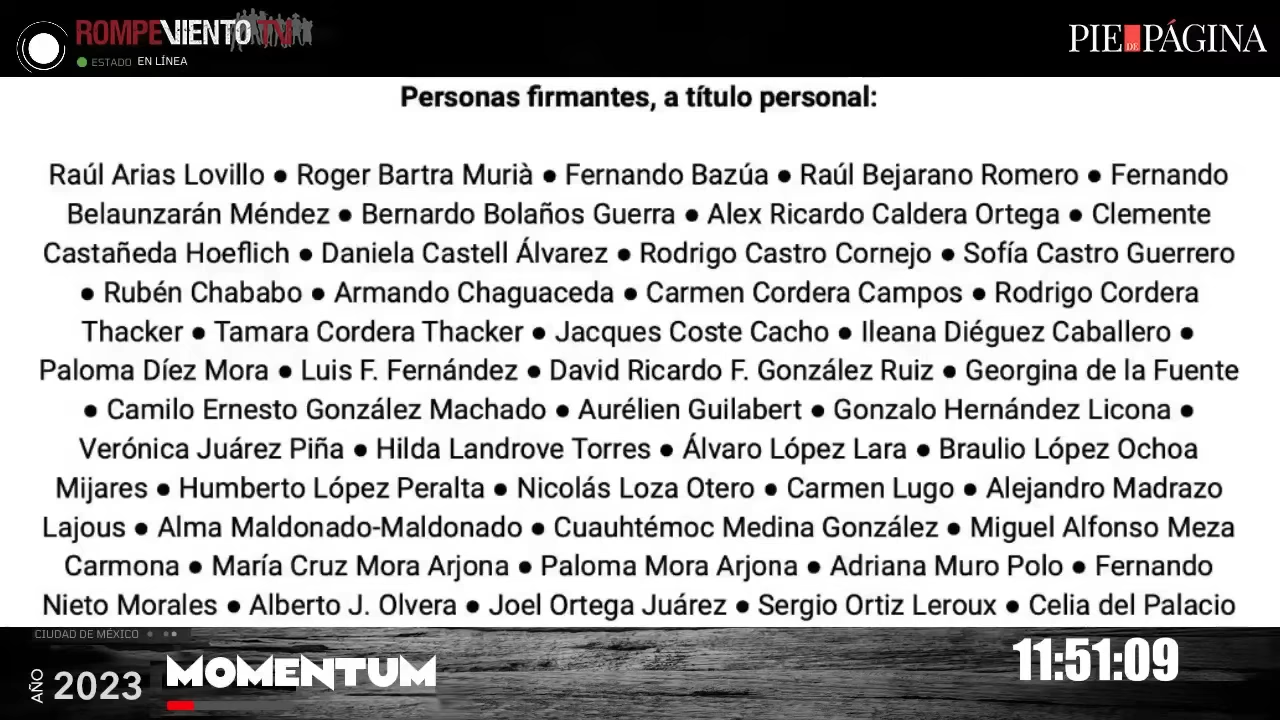 ROMPEVIENTO TV
ESTADO EN LÍNEA
PIE DE PÁGINA
Personas firmantes, a título personal:
Raúl Arias Lovillo ● Roger Bartra Murià ● Fernando Bazúa ● Raúl Bejarano Romero ● Fernando
Belaunzarán Méndez ● Bernardo Bolaños Guerra ● Alex Ricardo Caldera Ortega ● Clemente
Castañeda Hoeflich ● Daniela Castell Álvarez ● Rodrigo Castro Cornejo ● Sofía Castro Guerrero
● Rubén Chababo ● Armando Chaguaceda ● Carmen Cordera Campos ● Rodrigo Cordera
Thacker ● Tamara Cordera Thacker ● Jacques Coste Cacho ● Ileana Diéguez Caballero ●
Paloma Díez Mora ● Luis F. Fernández ● David Ricardo F. González Ruiz ● Georgina de la Fuente
● Camilo Ernesto González Machado ● Aurélien Guilabert ● Gonzalo Hernández Licona ●
Verónica Juárez Piña ● Hilda Landrove Torres ● Álvaro López Lara ● Braulio López Ochoa
Mijares ● Humberto López Peralta ● Nicolás Loza Otero ● Carmen Lugo ● Alejandro Madrazo
Lajous ● Alma Maldonado-Maldonado ● Cuauhtémoc Medina González ● Miguel Alfonso Meza
Carmona ● María Cruz Mora Arjona ● Paloma Mora Arjona ● Adriana Muro Polo ● Fernando
Nieto Morales ● Alberto J. Olvera ● Joel Ortega Juárez ● Sergio Ortiz Leroux ● Celia del Palacio
CIUDAD DE MÉXICO
AÑO 2023 MOMENTUM
11:51:09